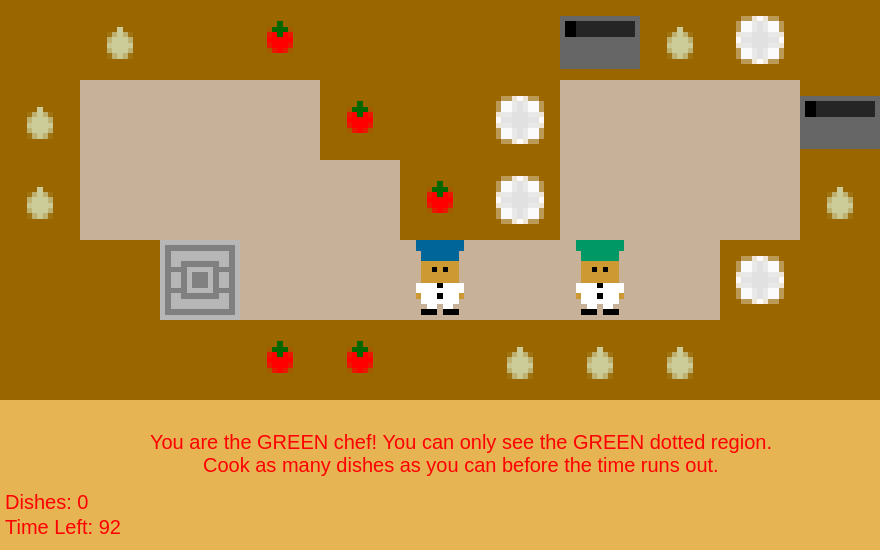 You are the GREEN chef! You can only see the GREEN dotted region.
Cook as many dishes as you can before the time runs out.
Dishes: 0
Time Left: 92